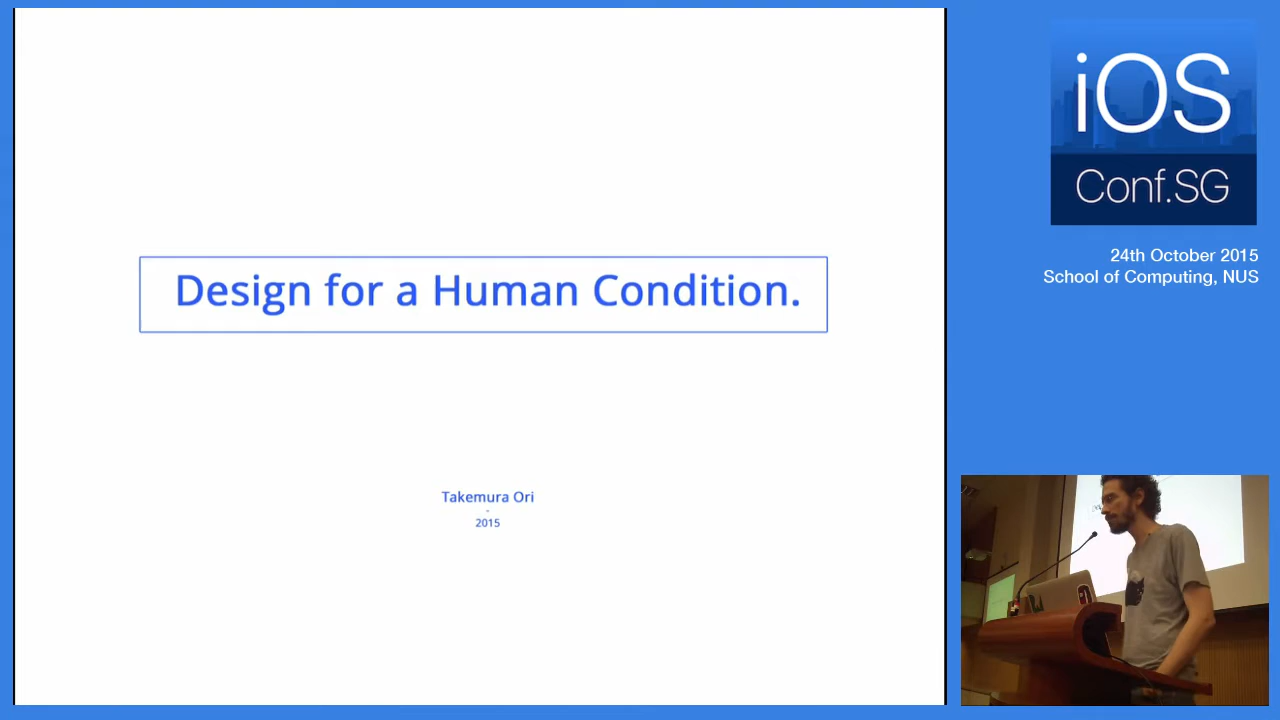 Design for a Human Condition.
Takemura Ori
-
2015
iOS
Conf.SG
24th October 2015
School of Computing, NUS